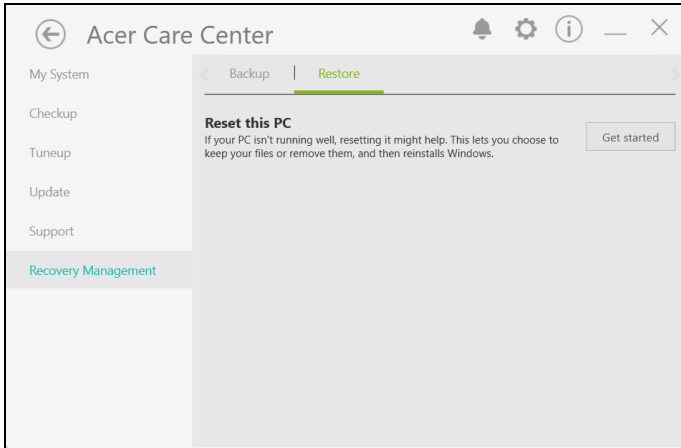 Acer Care Center
My System
Checkup
Tuneup
Update
Support
Recovery Management
Backup
Restore
Reset this PC
If your PC isn't running well, resetting it might help. This lets you choose to
keep your files or remove them, and then reinstalls Windows.
Get started